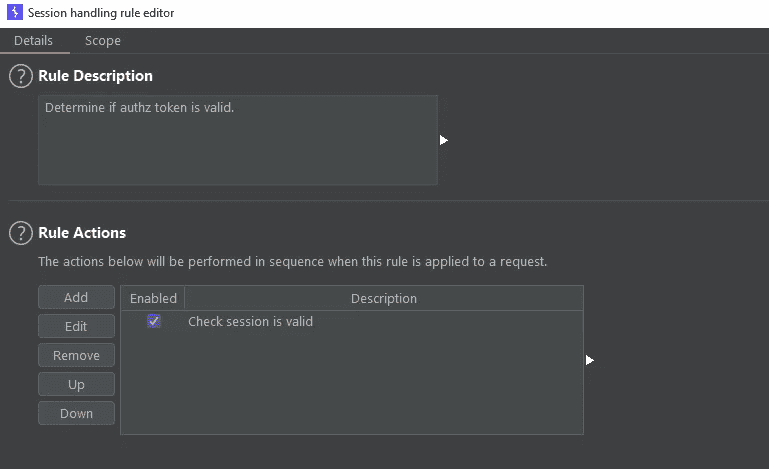 Session handling rule editor
Details Scope
? Rule Description
Determine if authz token is valid.
? Rule Actions
The actions below will be performed in sequence when this rule is applied to a request.
Add
Edit
Remove
Up
Down
Enabled Description
Check session is valid